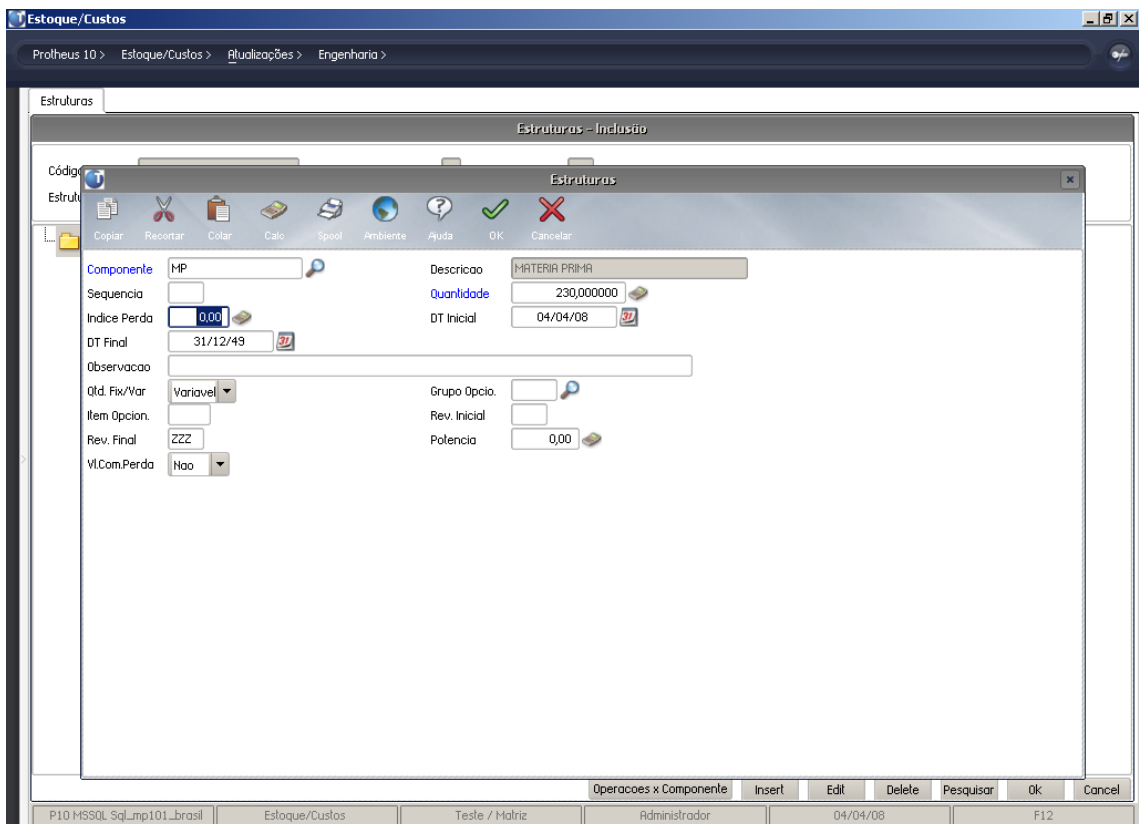 Estoque/Custos
Protheus 10 > Estoque/Custos > Atualizações > Engenharia >
Estruturas
Estruturas - Inclusão
Código
Estruturas
Estrutu
Copiar Recortar Colar Calc Spool Ambiente Ajuda OK Cancelar
Componente MP Descricao MATERIA PRIMA
Sequência Quantidade 230,000000
Indice Perda 0,00 DT Inicial 04/04/08
DT Final 31/12/49
Observacao
Qtd. Fix/Var Variavel Grupo Opcio.
Item Opcion. Rev. Inicial
Rev. Final ZZZ Potencia 0,00
Vl.Com.Perda Nao
Operacoes x Componente Insert Edit Delete Pesquisar Ok Cancel
P10 MSSQL Sql_mp101_brasil Estoque/Custos Teste / Matriz Administrador 04/04/08 F12